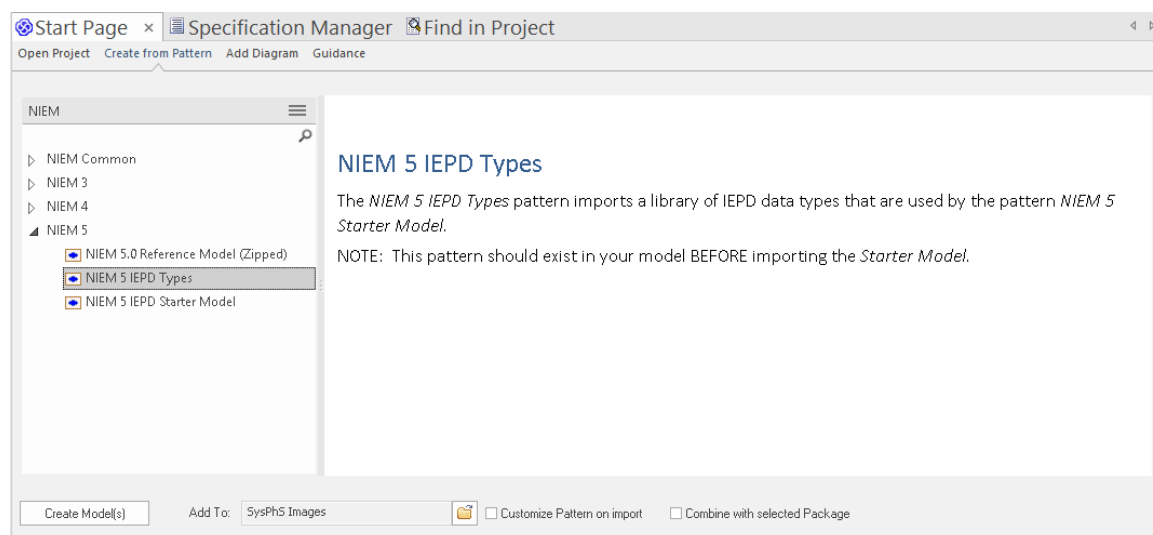 Start Page × Specification Manager Find in Project
Open Project Create from Pattern Add Diagram Guidance
NIEM
NIEM Common
NIEM 3
NIEM 4
NIEM 5
NIEM 5.0 Reference Model (Zipped)
NIEM 5 IEPD Types
NIEM 5 IEPD Starter Model
NIEM 5 IEPD Types
The NIEM 5 IEPD Types pattern imports a library of IEPD data types that are used by the pattern NIEM 5
Starter Model.
NOTE: This pattern should exist in your model BEFORE importing the Starter Model.
Create Model(s) Add To: SysPhS Images Customize Pattern on import Combine with selected Package